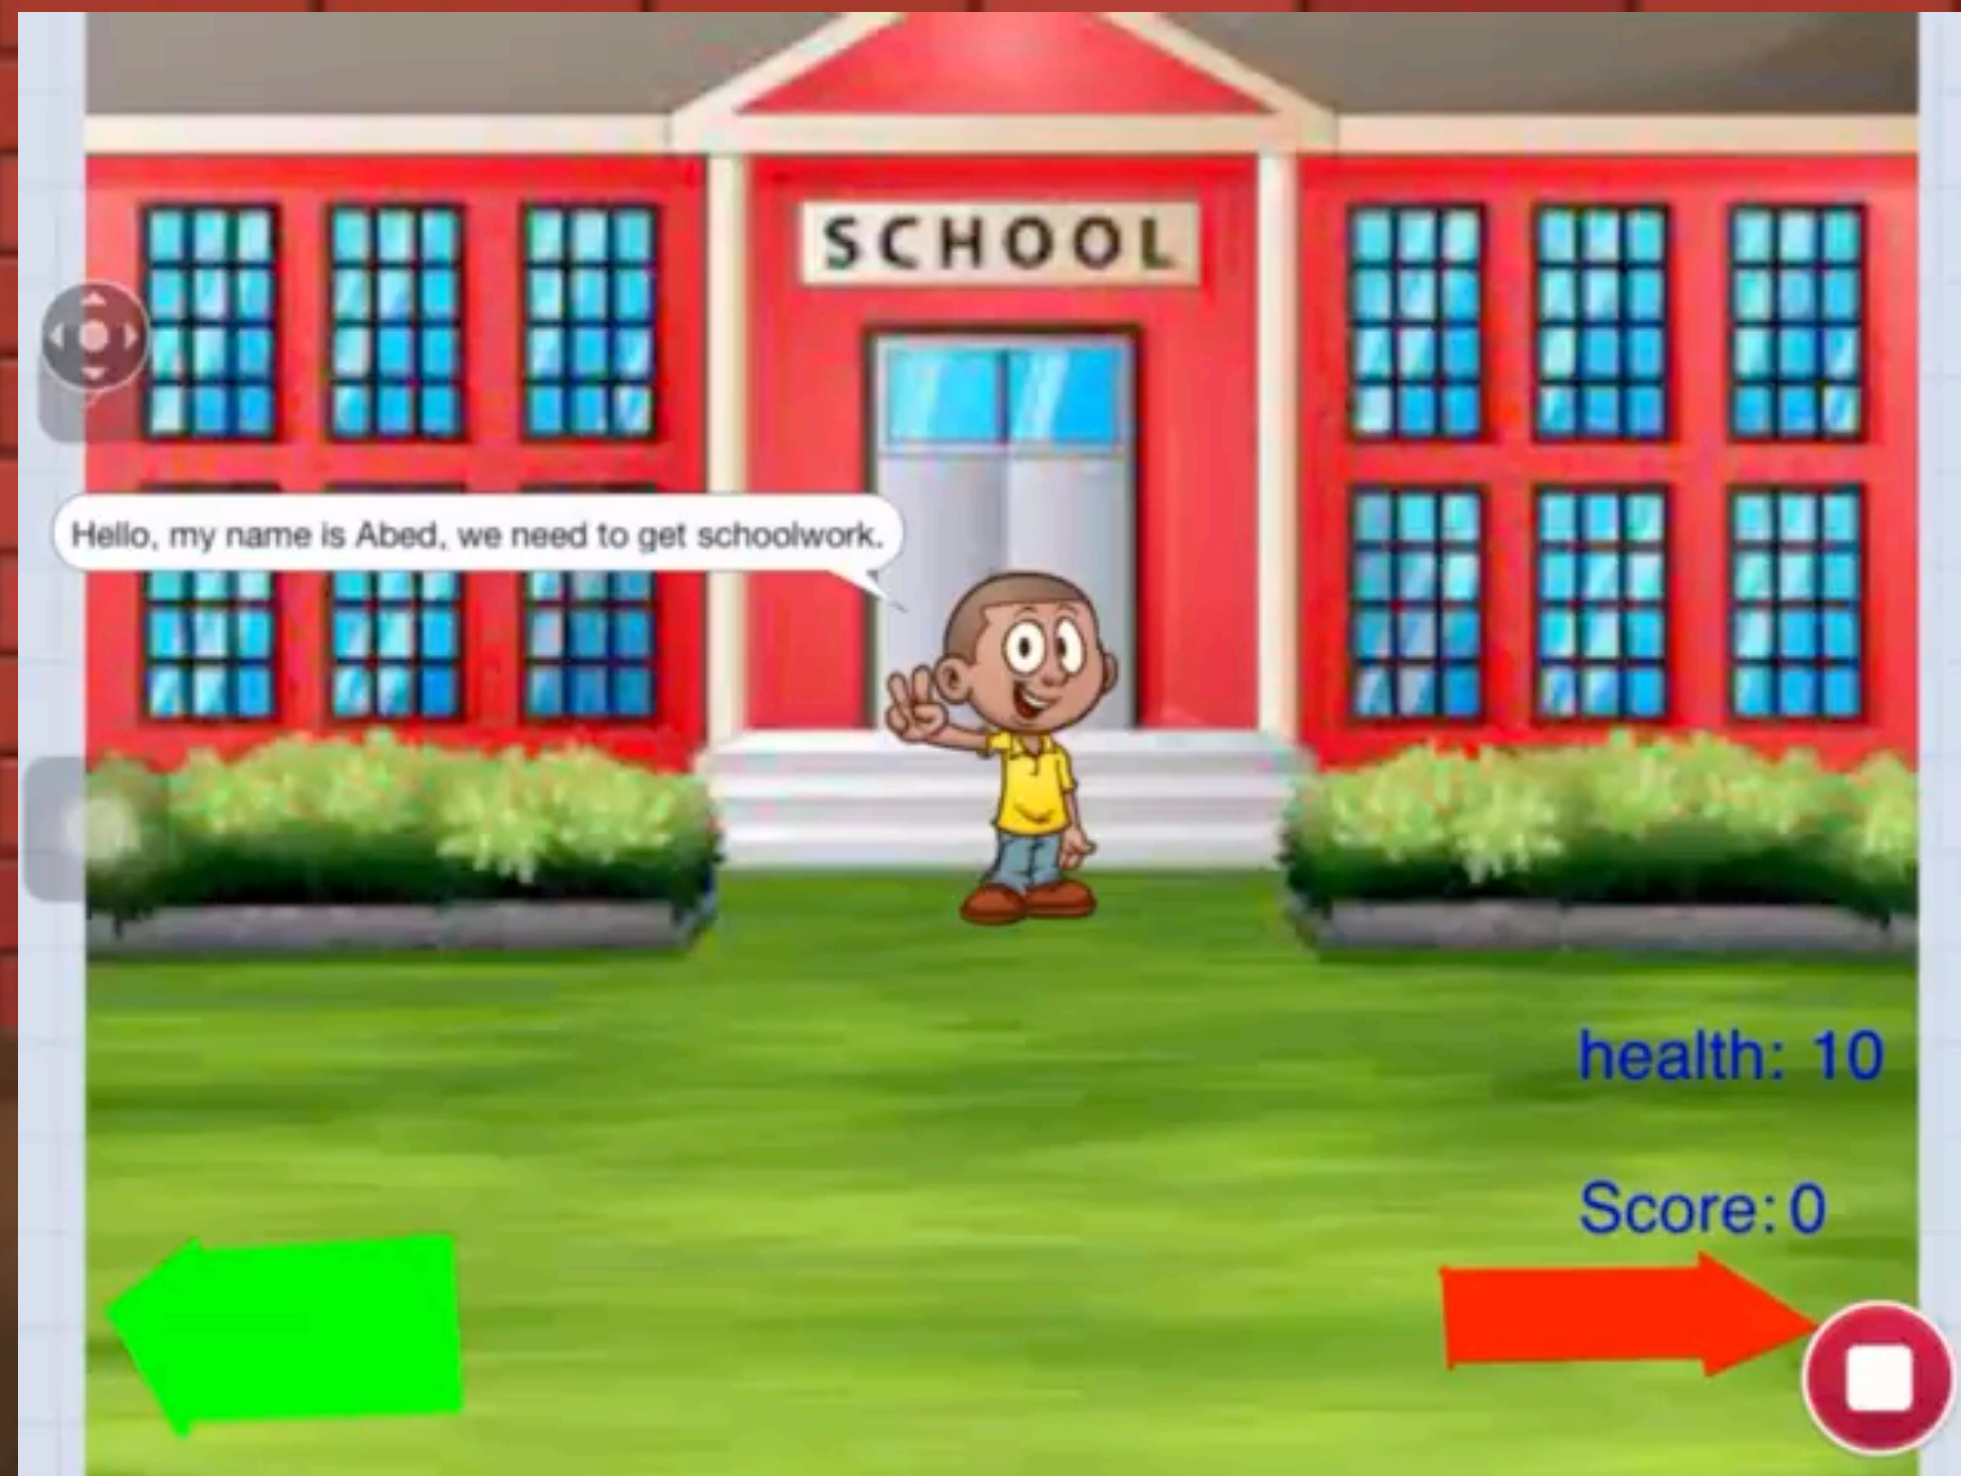 SCHOOL
Hello, my name is Abed, we need to get schoolwork.
health: 10
Score: 0